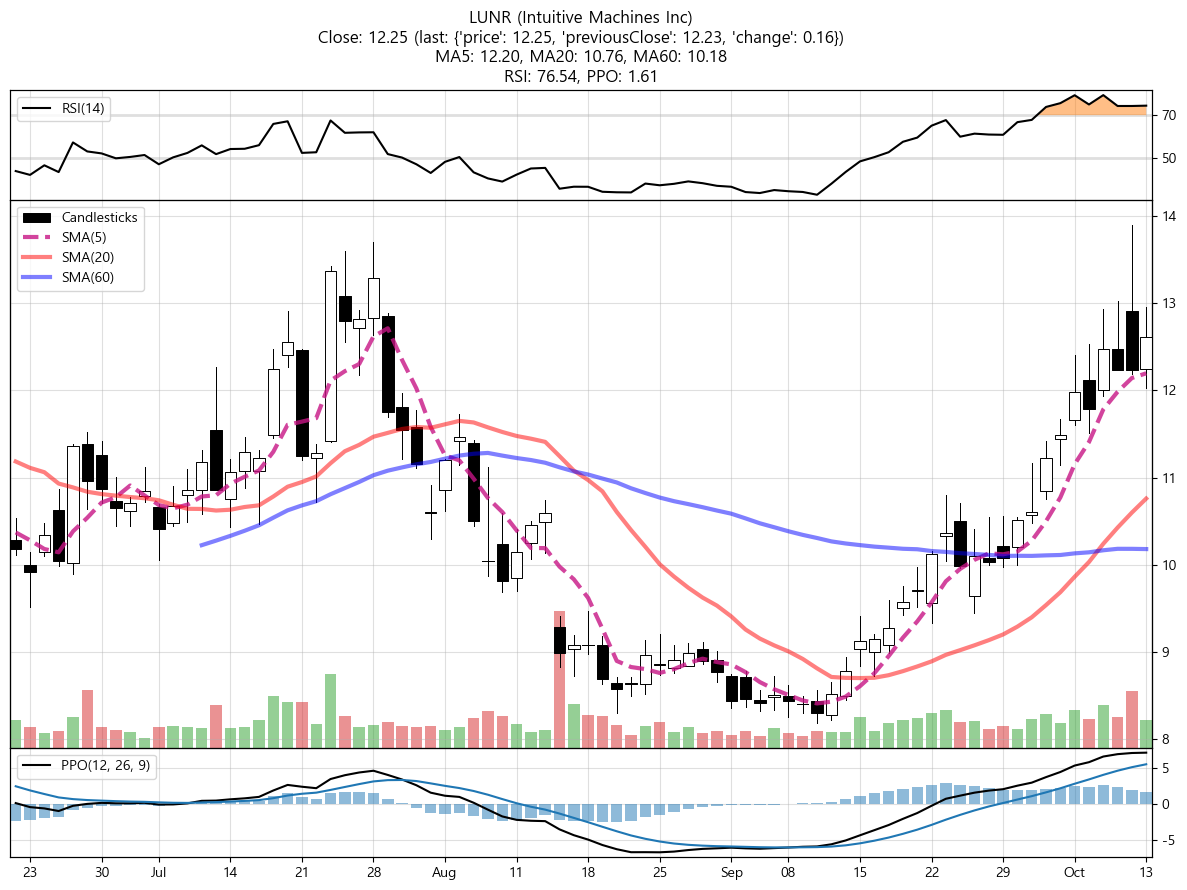 LUNR (Intuitive Machines Inc)
Close: 12.25 (last: {'price': 12.25, 'previousClose': 12.23, 'change': 0.16})
MA5: 12.20, MA20: 10.76, MA60: 10.18
RSI: 76.54, PPO: 1.61
RSI(14)
70
50
Candlesticks
SMA(5)
SMA(20)
SMA(60)
14
13
12
11
10
9
8
PPO(12, 26, 9)
5
0
-5
23 30 Jul 14 21 28 Aug 11 18 25 Sep 08 15 22 29 Oct 13